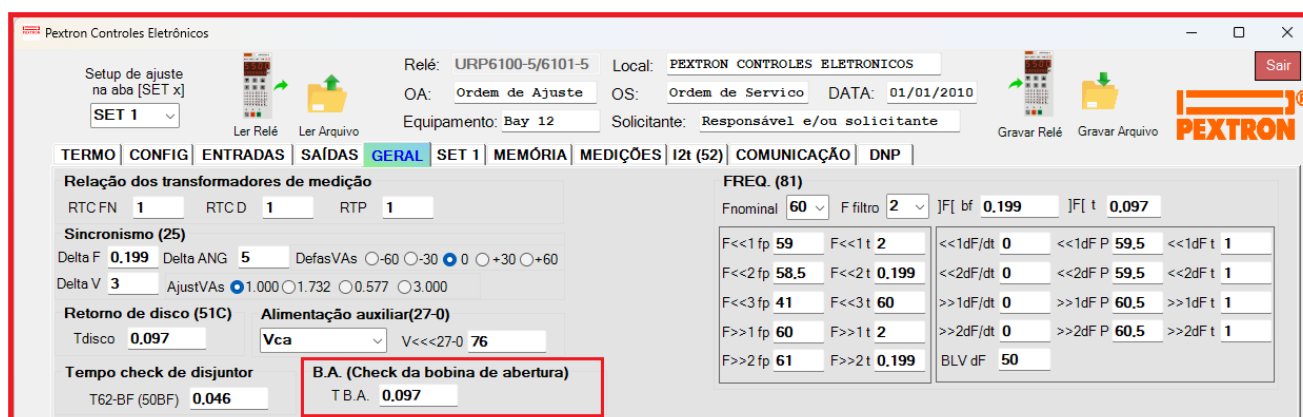 Pextron Controles Eletrônicos
Setup de ajuste
na aba [SET x]
SET 1
Ler Relé
Ler Arquivo
Relé: URP6100-5/6101-5
Local: PEXTRON CONTROLES ELETRONICOS
OA: Ordem de Ajuste
OS: Ordem de Servico
DATA: 01/01/2010
Equipamento: Bay 12
Solicitante: Responsável e/ou solicitante
Gravar Relé
Gravar Arquivo
Sair
PEXTRON®
TERMO CONFIG ENTRADAS SAÍDAS GERAL SET 1 MEMÓRIA MEDIÇÕES I2t (52) COMUNICAÇÃO DNP
Relação dos transformadores de medição
RTC FN 1 RTC D 1 RTP 1
Sincronismo (25)
Delta F 0,199 Delta ANG 5 DefasVAs -60 -30 0 +30 +60
Delta V 3 AjustVAs 1.000 1.732 0.577 3.000
Retorno de disco (51C)
Tdisco 0,097
Alimentação auxiliar(27-0)
Vca V<<<27-0 76
Tempo check de disjuntor
T62-BF (50BF) 0,046
B.A. (Check da bobina de abertura)
T B.A. 0,097
FREQ. (81)
Fnominal 60 F filtro 2 ]F[ bf 0,199 ]F[ t 0,097
F<<1 fp 59 F<<1 t 2 <<1dF/dt 0 <<1dF P 59,5 <<1dF t 1
F<<2 fp 58,5 F<<2 t 0,199 <<2dF/dt 0 <<2dF P 59,5 <<2dF t 1
F<<3 fp 41 F<<3 t 60 >>1dF/dt 0 >>1dF P 60,5 >>1dF t 1
F>>1 fp 60 F>>1 t 2 >>2dF/dt 0 >>2dF P 60,5 >>2dF t 1
F>>2 fp 61 F>>2 t 0,199 BLV dF 50